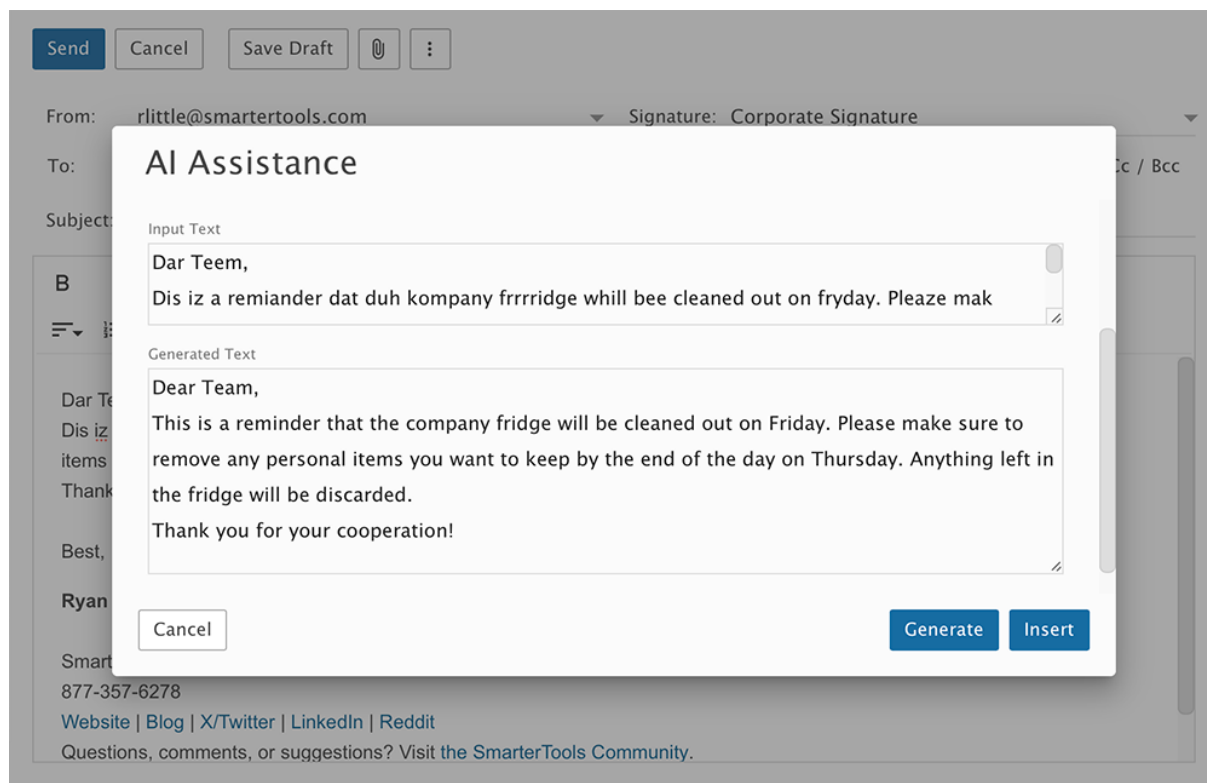 Send Cancel Save Draft
From: rlittle@smartertools.com Signature: Corporate Signature
To: Cc / Bcc
Subject:
AI Assistance
Input Text
Dar Teem,
Dis iz a remiander dat duh kompany frrrridge whill bee cleaned out on fryday. Pleaze mak
Generated Text
Dear Team,
This is a reminder that the company fridge will be cleaned out on Friday. Please make sure to
remove any personal items you want to keep by the end of the day on Thursday. Anything left in
the fridge will be discarded.
Thank you for your cooperation!
Cancel Generate Insert
B
Dar Te
Dis iz
items
Thank
Best,
Ryan
Smart
877-357-6278
Website | Blog | X/Twitter | LinkedIn | Reddit
Questions, comments, or suggestions? Visit the SmarterTools Community.